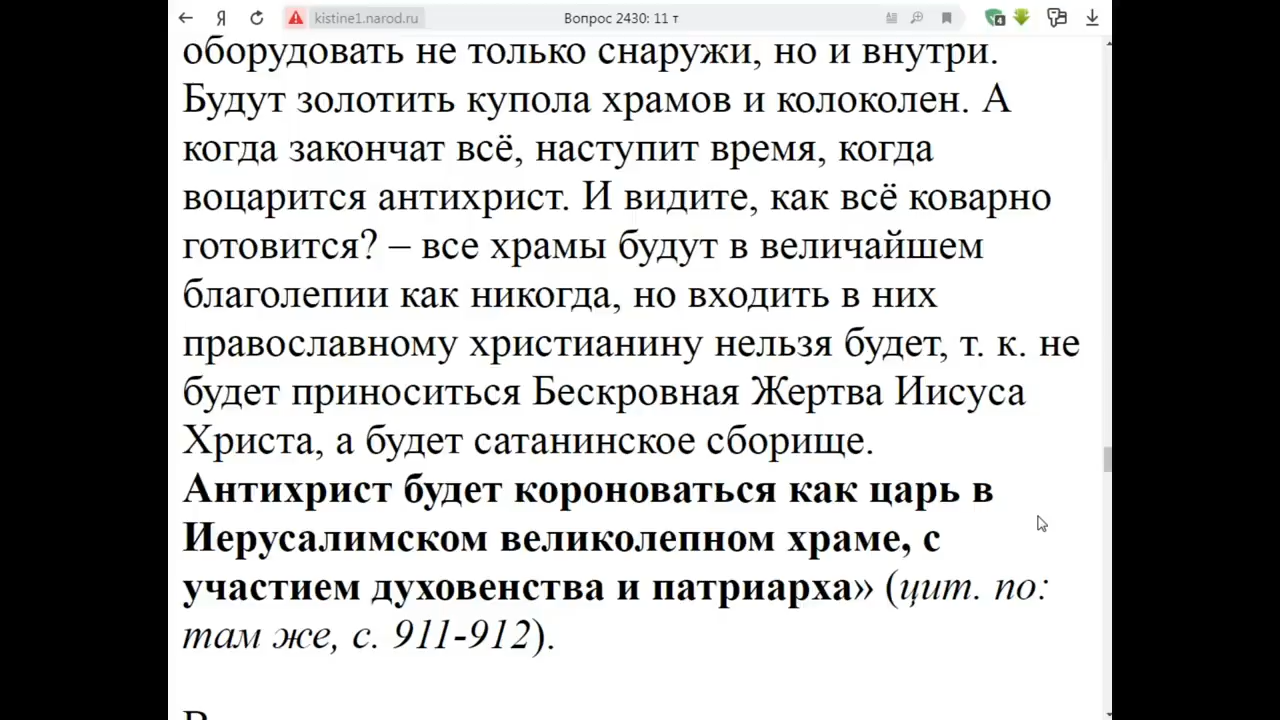 Я
kistine1.narod.ru
Вопрос 2430: 11 т
4
оборудовать не только снаружи, но и внутри.
Будут золотить купола храмов и колоколен. А
когда закончат всё, наступит время, когда
воцарится антихрист. И видите, как всё коварно
готовится? – все храмы будут в величайшем
благолепии как никогда, но входить в них
православному христианину нельзя будет, т. к. не
будет приноситься Бескровная Жертва Иисуса
Христа, а будет сатанинское сборище.
Антихрист будет короноваться как царь в
Иерусалимском великолепном храме, с
участием духовенства и патриарха» (цит. по:
там же, с. 911-912).